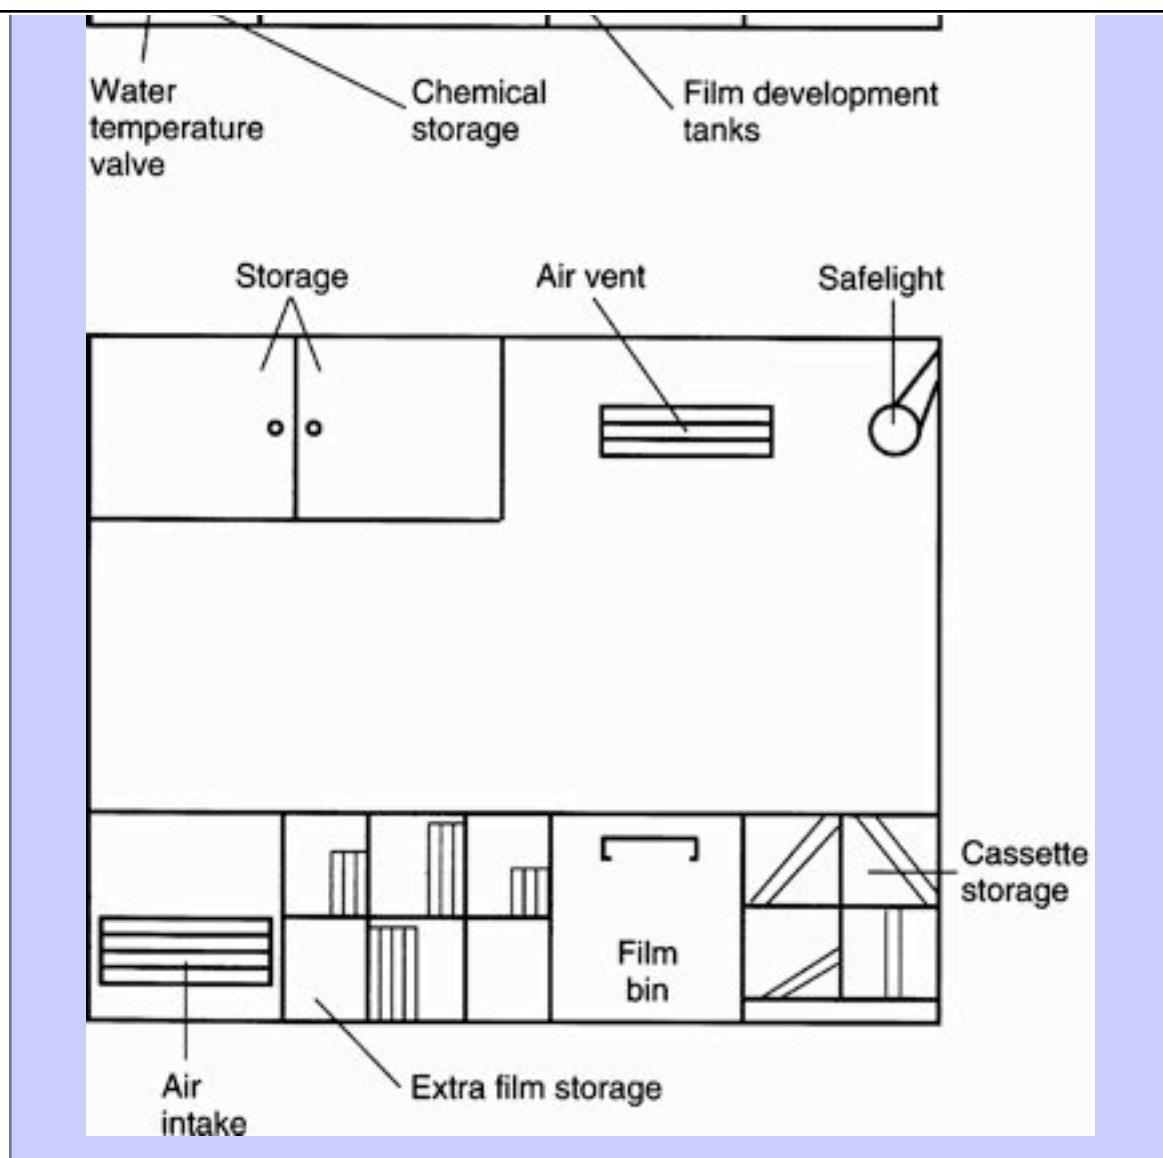 Water
temperature
valve
Chemical
storage
Film development
tanks
Storage
Air vent
Safelight
Cassette
storage
Film
bin
Air
intake
Extra film storage